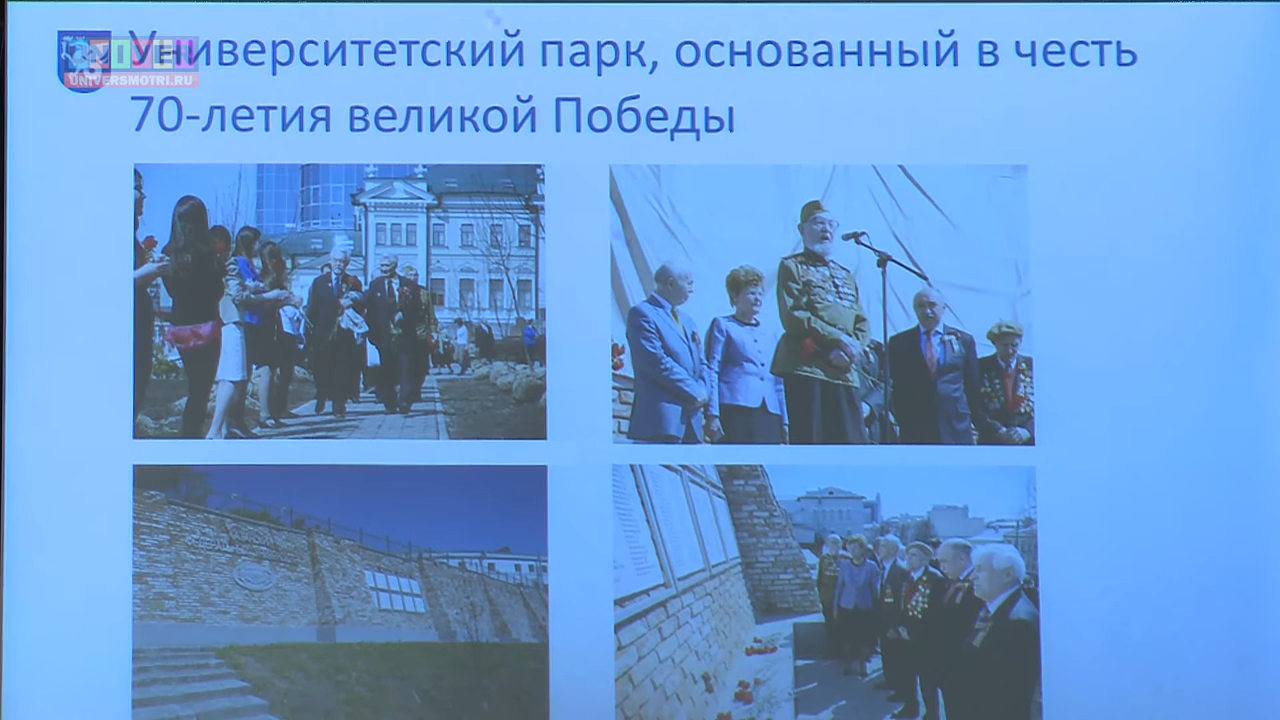 Университетский парк, основанный в честь
70-летия великой Победы
UNIVERSMOTRI.RU